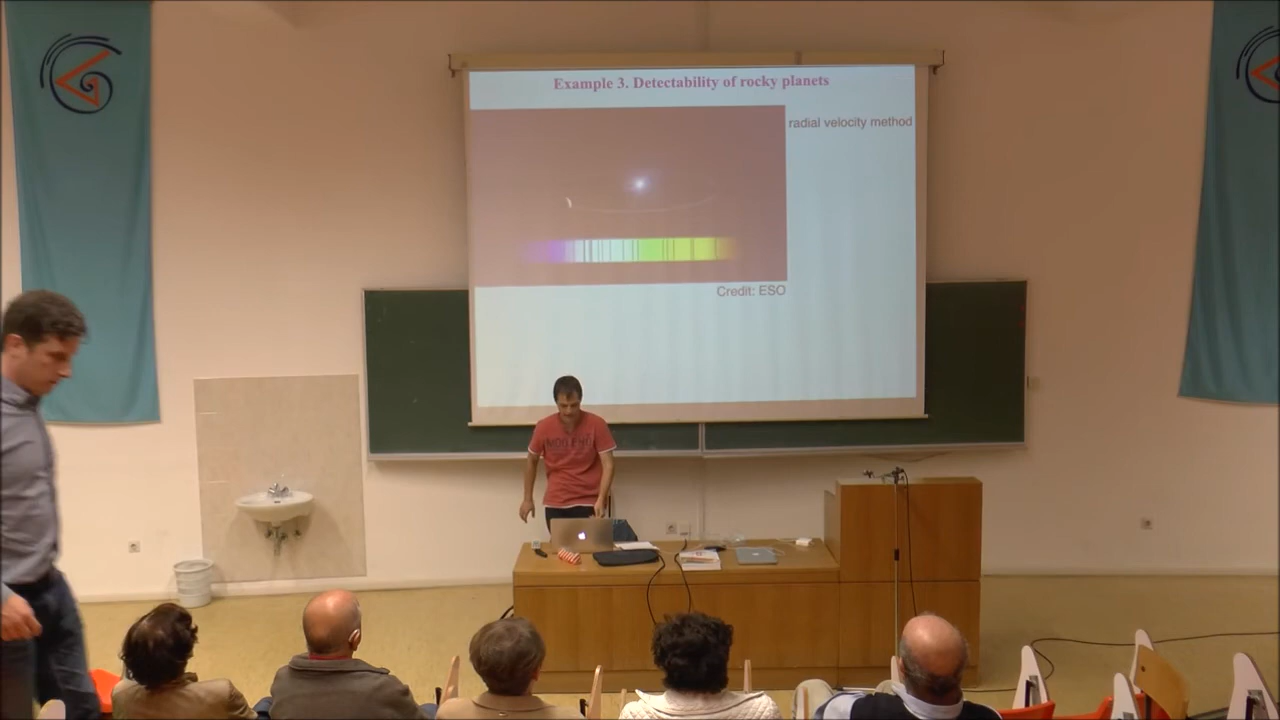 Example 3. Detectability of rocky planets
radial velocity method
Credit: ESO